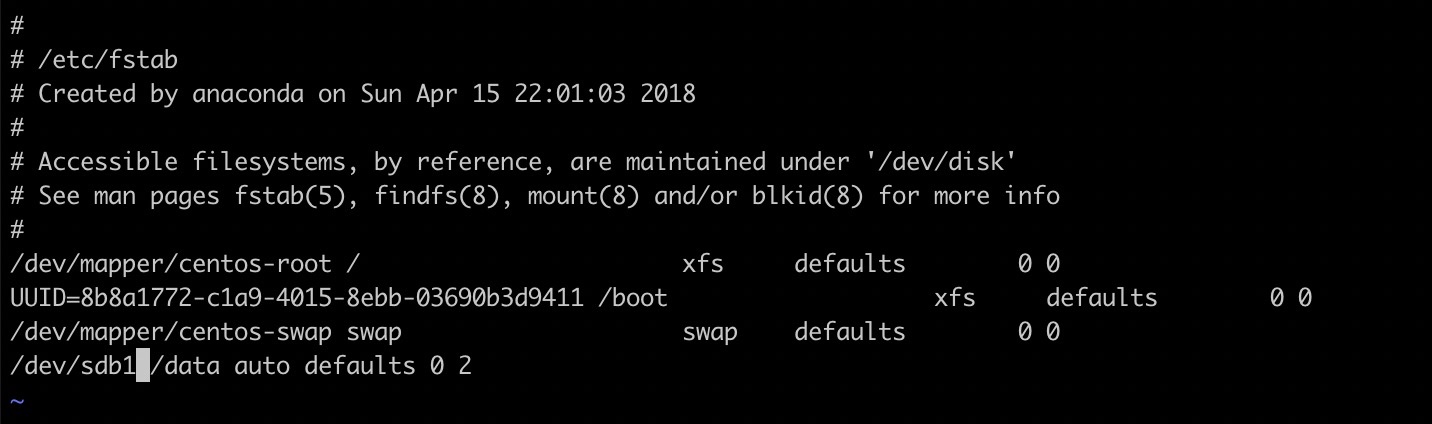 #
# /etc/fstab
# Created by anaconda on Sun Apr 15 22:01:03 2018
#
# Accessible filesystems, by reference, are maintained under '/dev/disk'
# See man pages fstab(5), findfs(8), mount(8) and/or blkid(8) for more info
#
/dev/mapper/centos-root /                       xfs     defaults        0 0
UUID=8b8a1772-c1a9-4015-8ebb-03690b3d9411 /boot                   xfs     defaults        0 0
/dev/mapper/centos-swap swap                    swap    defaults        0 0
/dev/sdb1 /data auto defaults 0 2
~